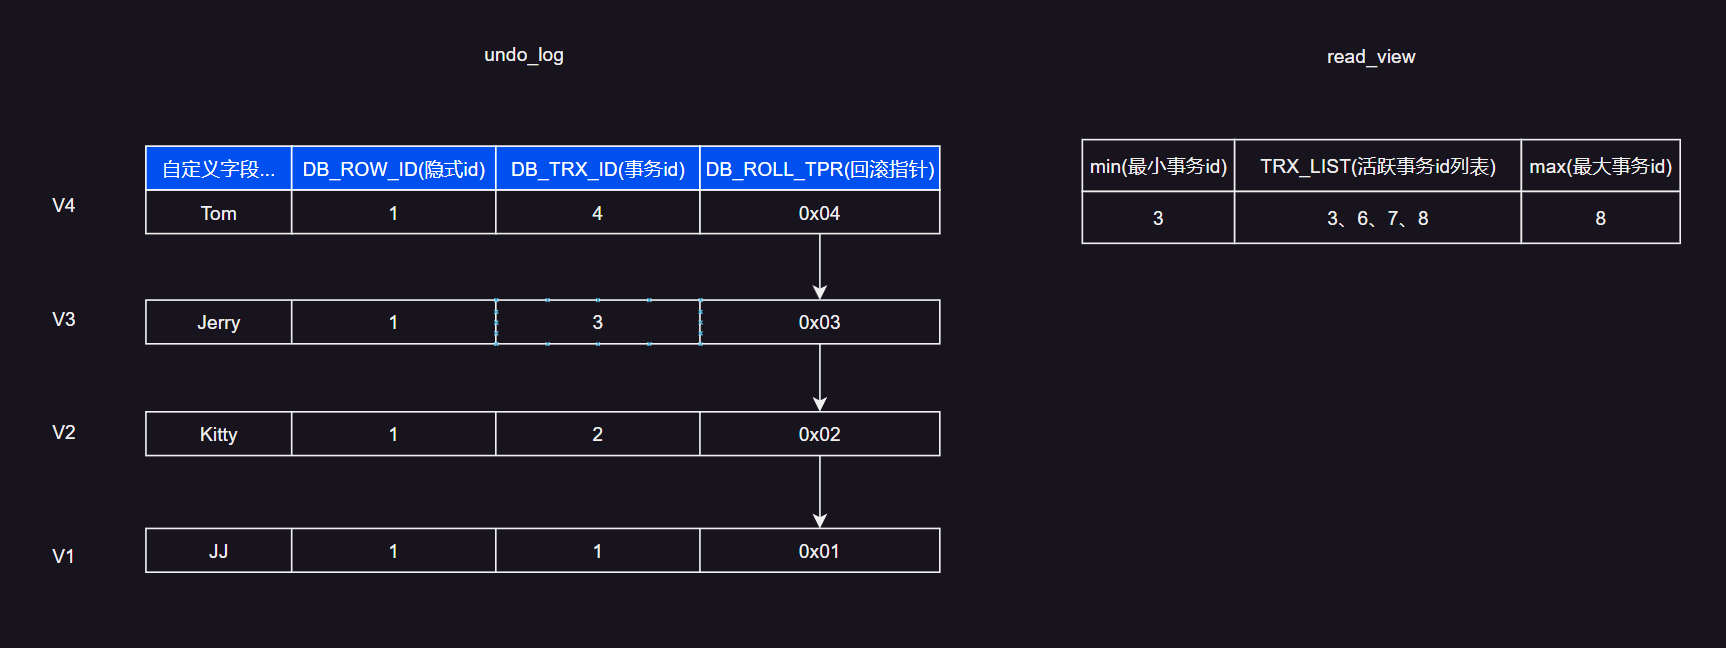 undo_log
read_view
自定义字段... DB_ROW_ID(隐式id) DB_TRX_ID(事务id) DB_ROLL_TPR(回滚指针)
V4 Tom 1 4 0x04
V3 Jerry 1 3 0x03
V2 Kitty 1 2 0x02
V1 JJ 1 1 0x01
min(最小事务id) TRX_LIST(活跃事务id列表) max(最大事务id)
3 3、6、7、8 8